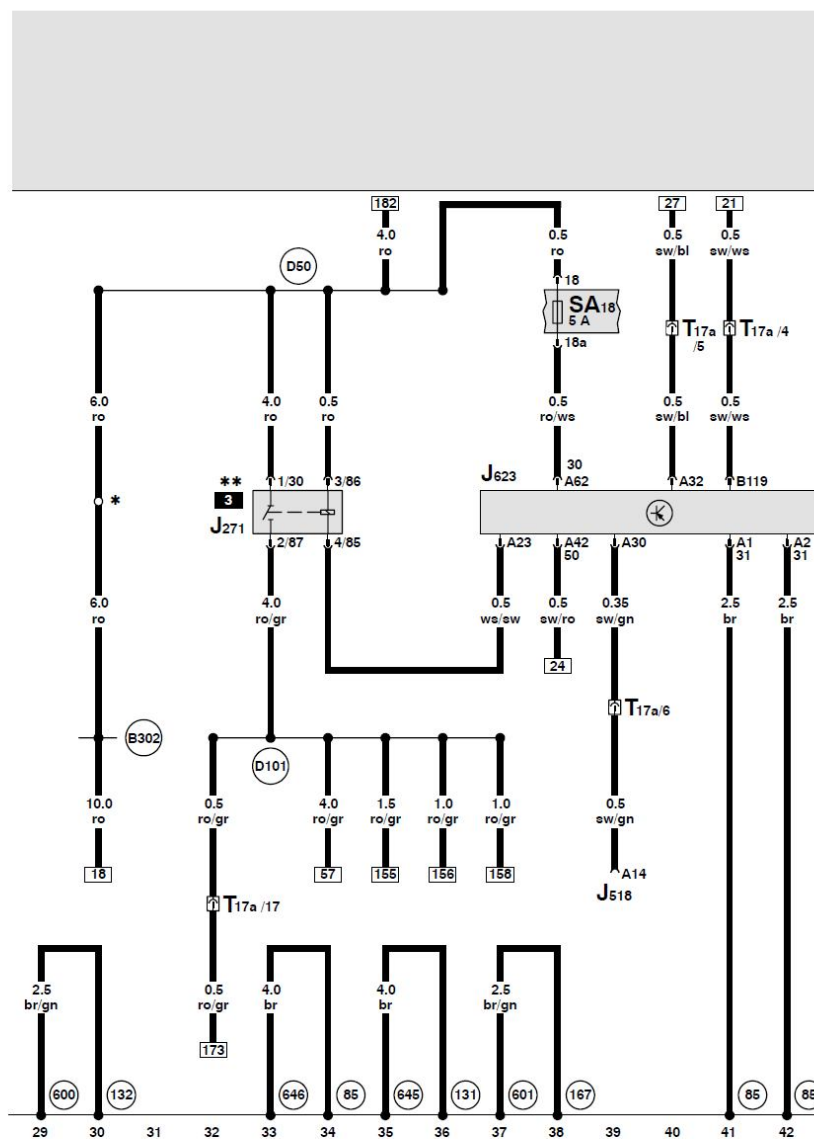 182 27 21
4.0 0.5 0.5 0.5
ro ro sw/bl sw/ws
D50
18
SA18
5 A
T17a /5
T17a /4
18a
6.0 4.0 0.5 0.5 0.5 0.5
ro ro ro ro/ws sw/bl sw/ws
** 1/30 3/86 J623 30
A62 A32 B119
* 3
J271
2/87 4/85 A23 A42 A30 A1 A2
50 31 31
6.0 4.0 0.5 0.5 0.35 2.5 2.5
ro ro/gr ws/sw sw/ro sw/gn br br
24
T17a/6
B302
D101
10.0 0.5 4.0 1.5 1.0 1.0 0.5
ro ro/gr ro/gr ro/gr ro/gr ro/gr sw/gn
18 57 155 156 158 A14
J518
T17a /17
2.5 0.5 4.0 4.0 2.5
br/gn ro/gr br br br/gn
173
600 132 646 85 645 131 601 167 85 85
29 30 31 32 33 34 35 36 37 38 39 40 41 42